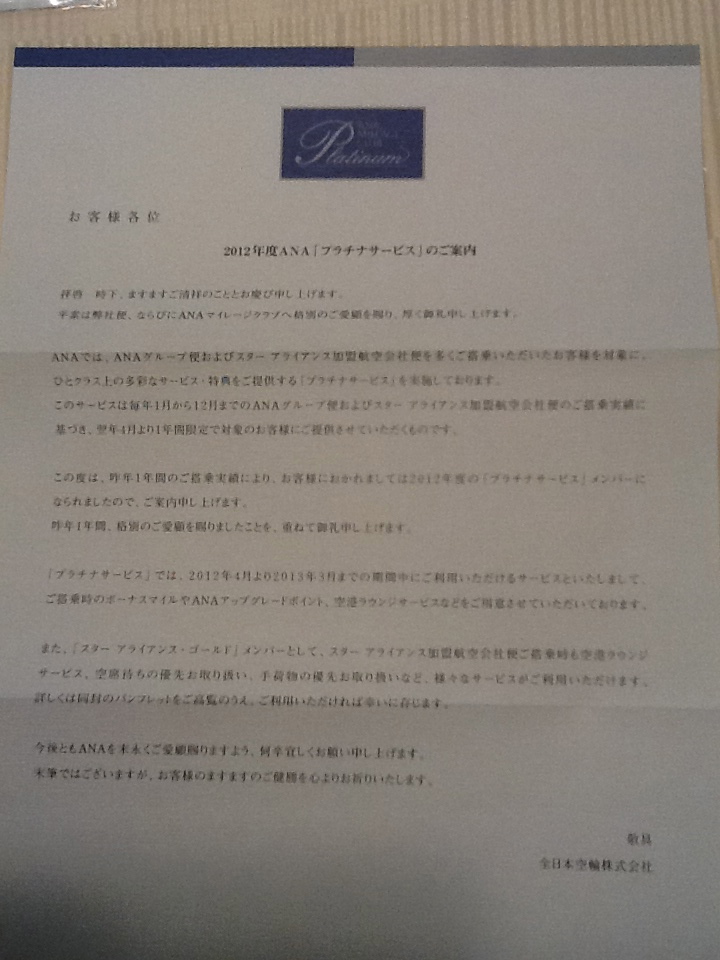 ANA
MILEAGE
CLUB
Platinum
お客様各位
2012年度ANA「プラチナサービス」のご案内
拝啓　時下、ますますご清祥のこととお慶び申し上げます。
平素は弊社便、ならびにANAマイレージクラブへ格別のご愛顧を賜り、厚く御礼申し上げます。
ANAでは、ANAグループ便およびスター アライアンス加盟航空会社便を多くご搭乗いただいたお客様を対象に、
ひとクラス上の多彩なサービス・特典をご提供する「プラチナサービス」を実施しております。
このサービスは毎年1月から12月までのANAグループ便およびスター アライアンス加盟航空会社便のご搭乗実績に
基づき、翌年4月より1年間限定で対象のお客様にご提供させていただくものです。
この度は、昨年1年間のご搭乗実績により、お客様におかれましては2012年度の「プラチナサービス」メンバーに
なられましたので、ご案内申し上げます。
昨年1年間、格別のご愛顧を賜りましたことを、重ねて御礼申し上げます。
「プラチナサービス」では、2012年4月より2013年3月までの期間中にご利用いただけるサービスといたしまして、
ご搭乗時のボーナスマイルやANAアップグレードポイント、空港ラウンジサービスなどをご用意させていただいております。
また、「スター アライアンス・ゴールド」メンバーとして、スター アライアンス加盟航空会社便ご搭乗時も空港ラウンジ
サービス、空席待ちの優先お取り扱い、手荷物の優先お取り扱いなど、様々なサービスがご利用いただけます。
詳しくは同封のパンフレットをご高覧のうえ、ご利用いただければ幸いに存じます。
今後ともANAを末永くご愛顧賜りますよう、何卒宜しくお願い申し上げます。
末筆ではございますが、お客様のますますのご健勝を心よりお祈りいたします。
敬具
全日本空輸株式会社